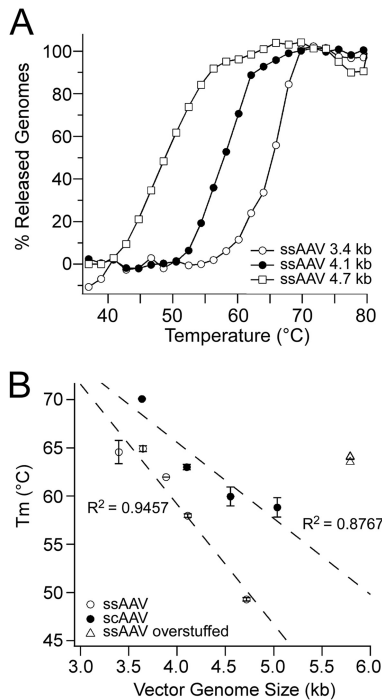 A
% Released Genomes
100
80
60
40
20
0
ssAAV 3.4 kb
ssAAV 4.1 kb
ssAAV 4.7 kb
40 50 60 70 80
Temperature (°C)
B
Tm (°C)
70
65
60
55
50
45
R² = 0.9457
R² = 0.8767
ssAAV
scAAV
ssAAV overstuffed
3.0 3.5 4.0 4.5 5.0 5.5 6.0
Vector Genome Size (kb)